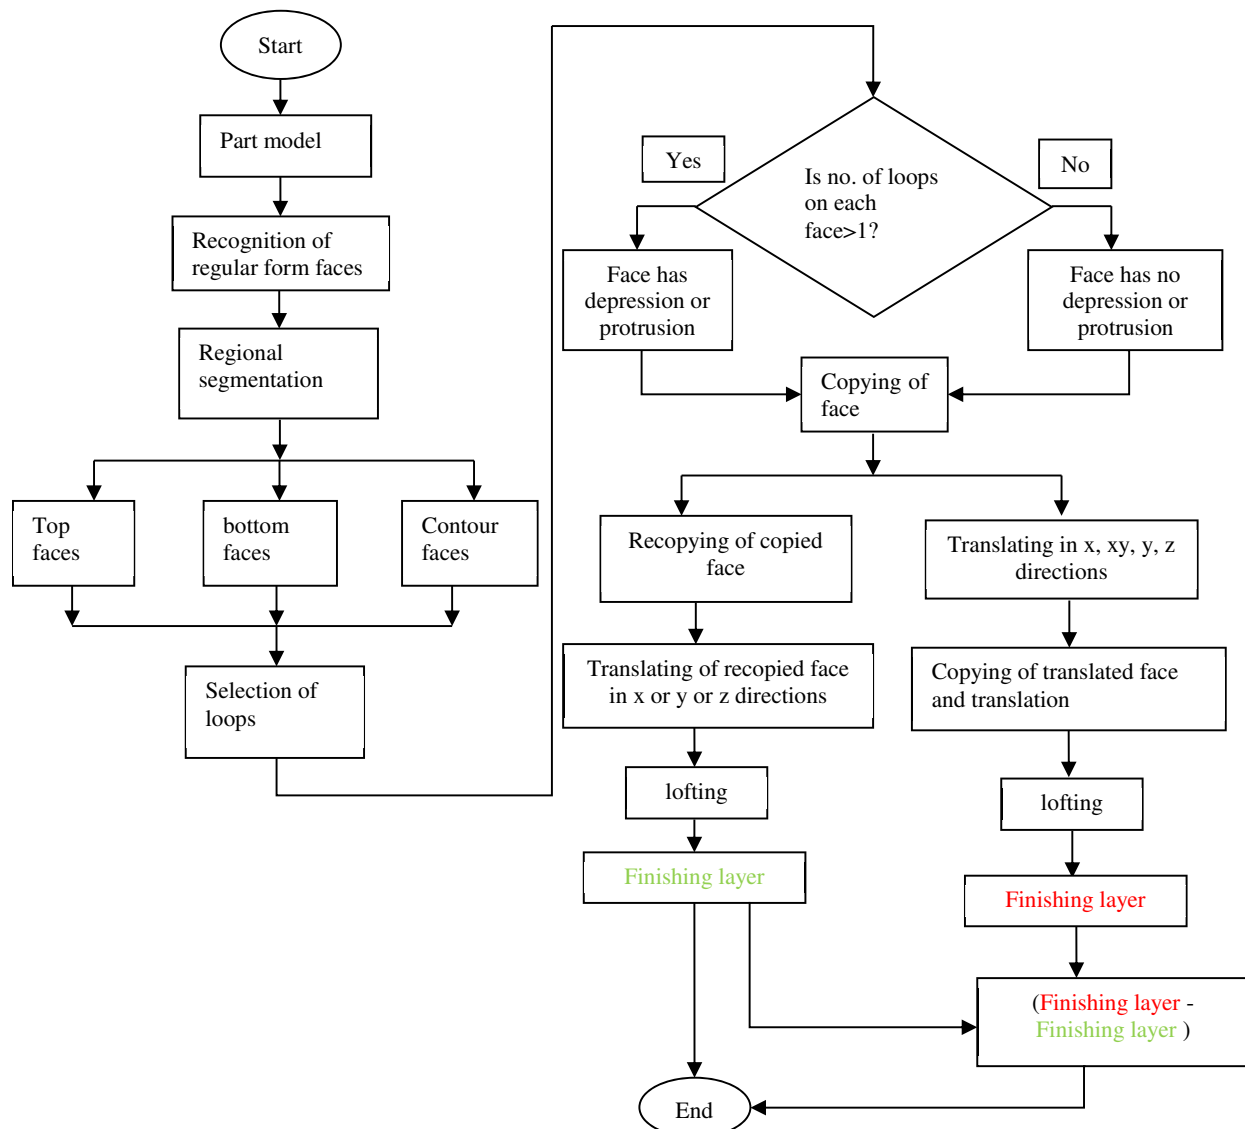 Start
Part model
Recognition of
regular form faces
Regional
segmentation
Top
faces
bottom
faces
Contour
faces
Selection of
loops
Is no. of loops
on each
face>1?
Yes
No
Face has
depression or
protrusion
Face has no
depression or
protrusion
Copying of
face
Recopying of copied
face
Translating of recopied face
in x or y or z directions
lofting
Finishing layer
Translating in x, xy, y, z
directions
Copying of translated face
and translation
lofting
Finishing layer
(Finishing layer -
Finishing layer )
End